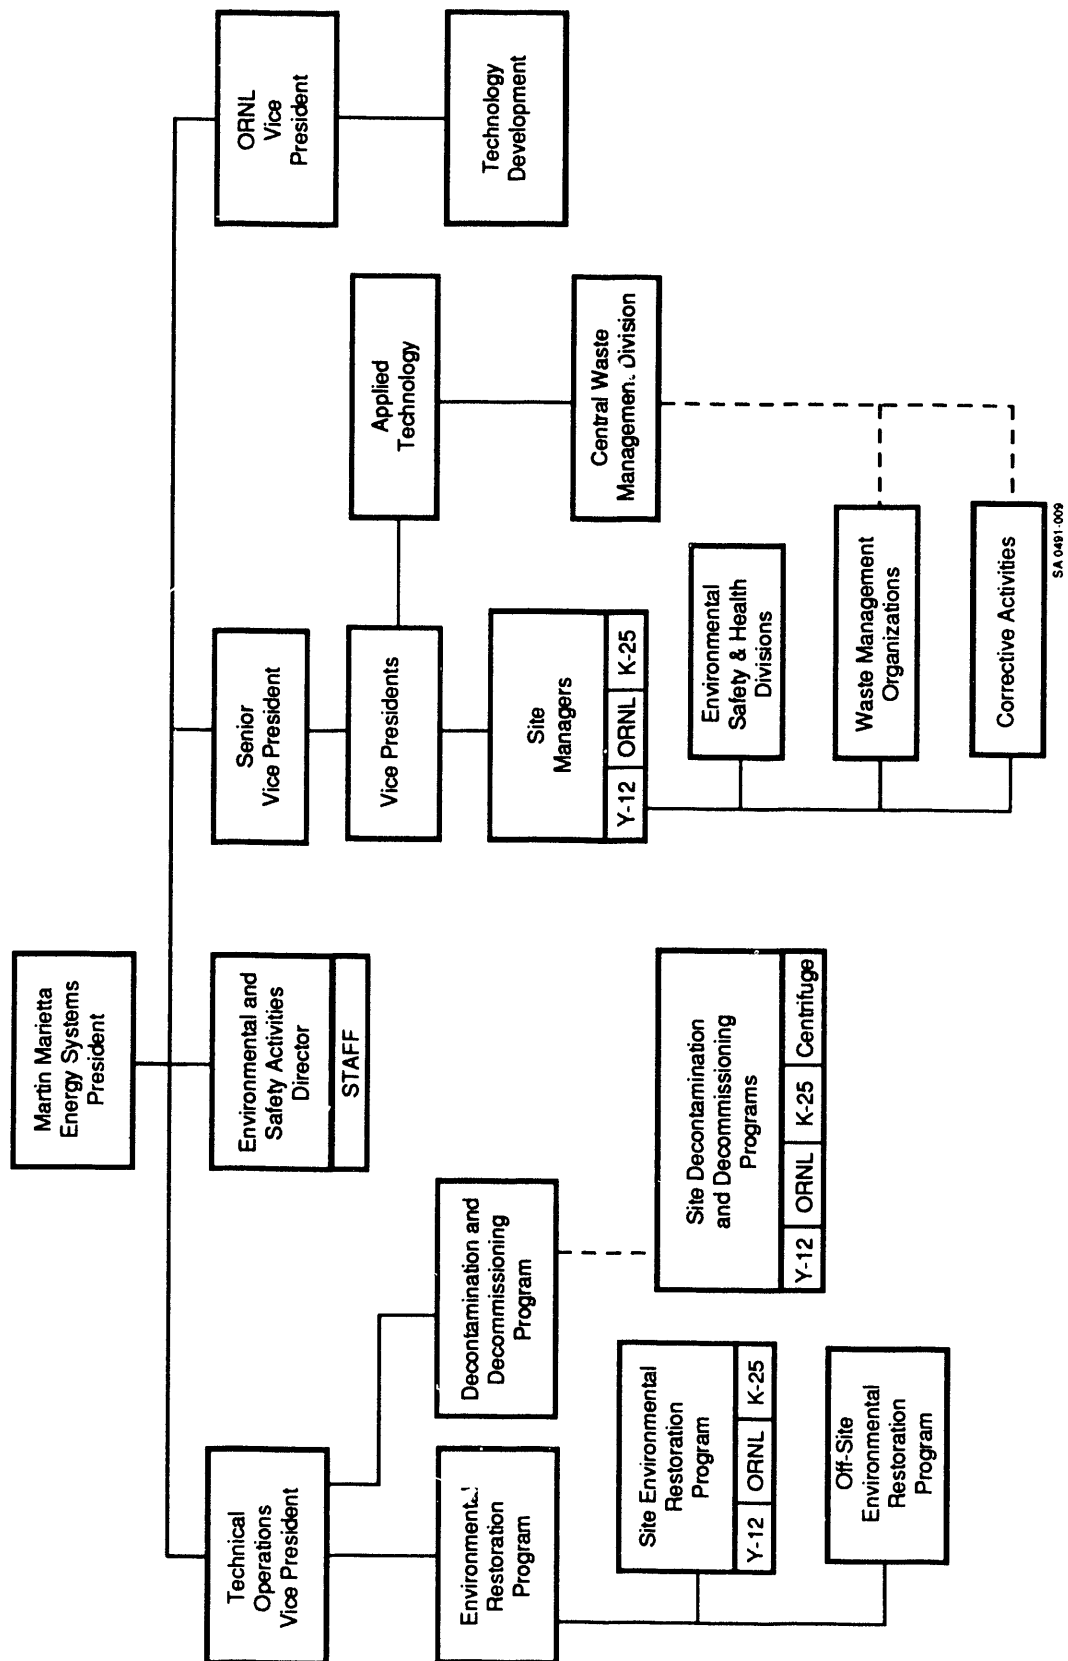 Martin Marietta
Energy Systems
President
Technical
Operations
Vice President
Environmental and
Safety Activities
Director
STAFF
Senior
Vice President
ORNL
Vice
President
Vice Presidents
Applied
Technology
Technology
Development
Environmental
Restoration
Program
Decontamination and
Decommissioning
Program
Site
Managers
Y-12 ORNL K-25
Central Waste
Management Division
Site Environmental
Restoration
Program
Y-12 ORNL K-25
Site Decontamination
and Decommissioning
Programs
Y-12 ORNL K-25 Centrifuge
Environmental
Safety & Health
Divisions
Off-Site
Environmental
Restoration
Program
Waste Management
Organizations
Corrective Activities
SA 0491-009